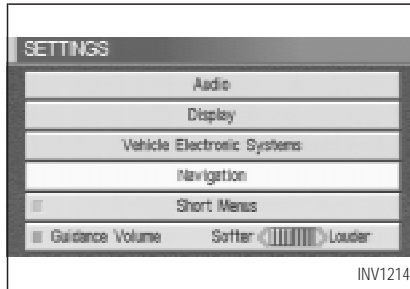 SETTINGS
Audio
Display
Vehicle Electronic Systems
Navigation
Short Menus
Guidance Volume Softer Louder
INV1214